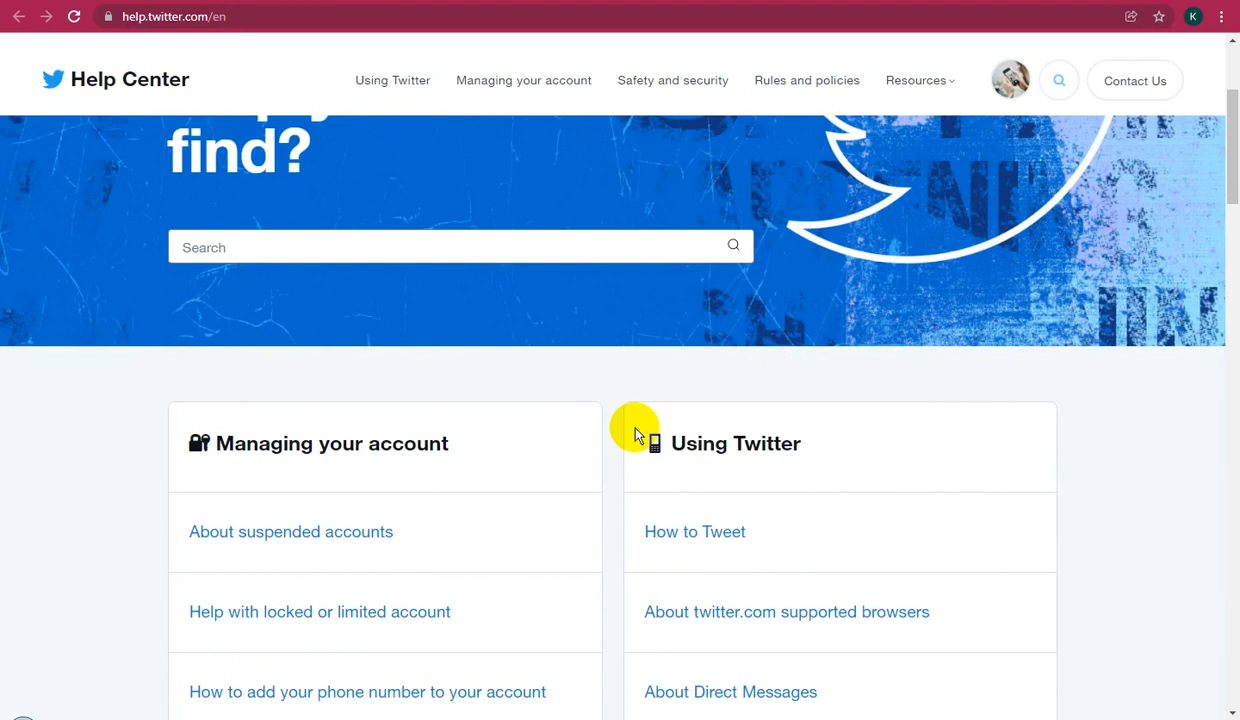 help.twitter.com/en
K
Help Center
Using Twitter
Managing your account
Safety and security
Rules and policies
Resources
Contact Us
find?
Search
Managing your account
Using Twitter
About suspended accounts
How to Tweet
Help with locked or limited account
About twitter.com supported browsers
How to add your phone number to your account
About Direct Messages